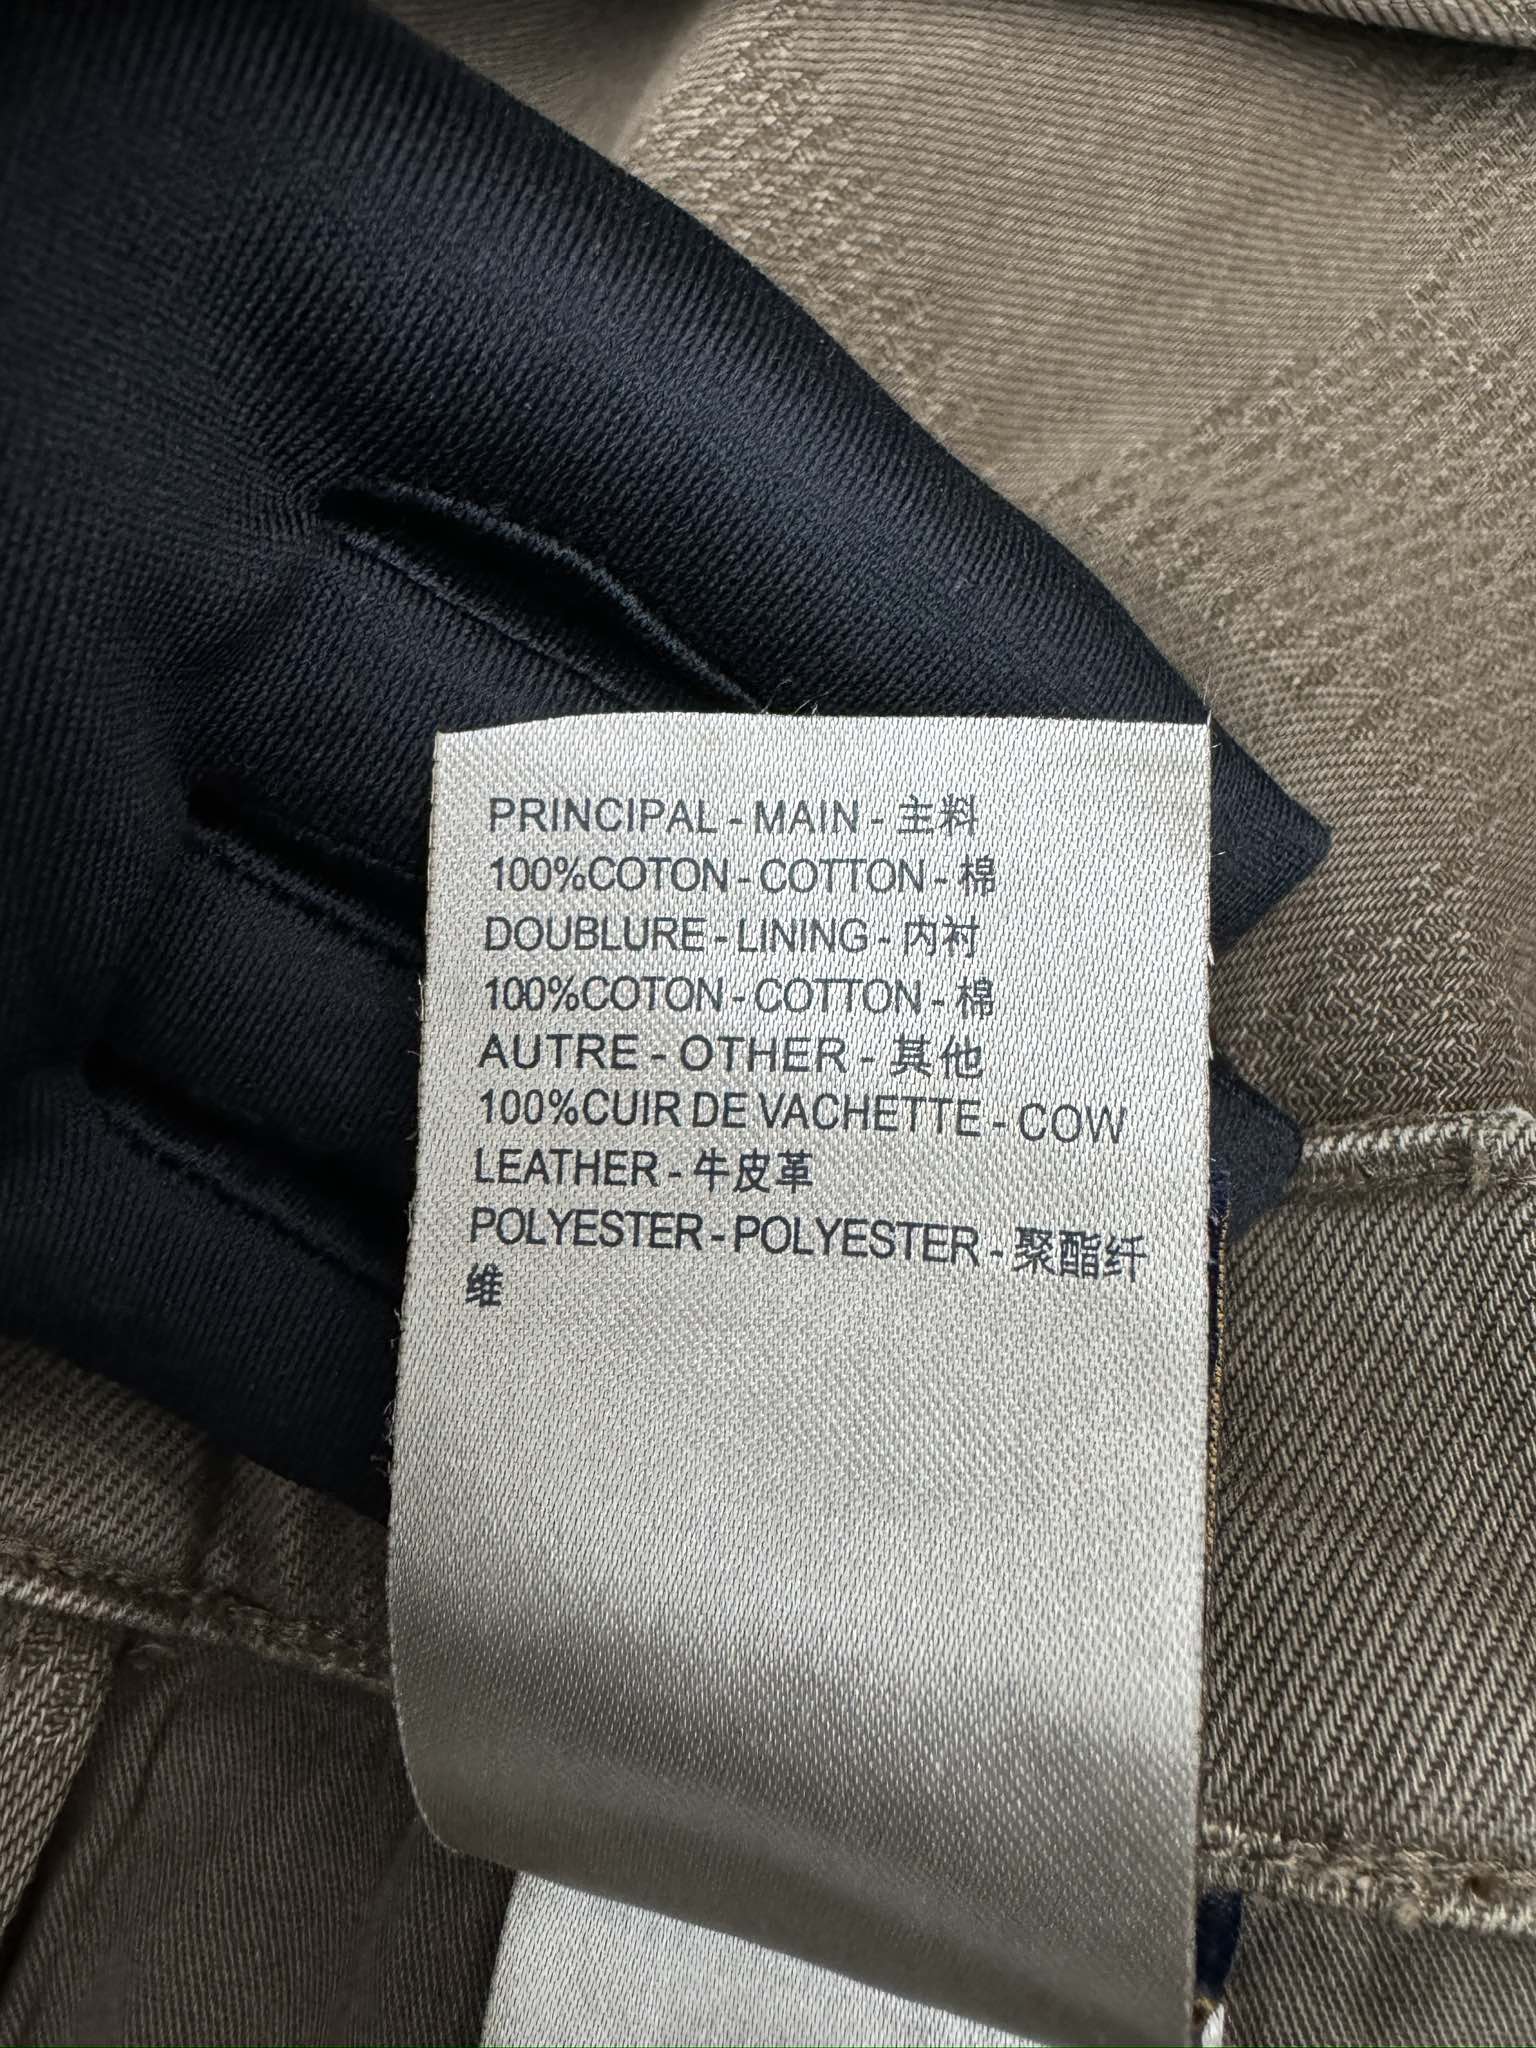 PRINCIPAL - MAIN - 主料
100%COTON - COTTON - 棉
DOUBLURE - LINING - 内衬
100%COTON - COTTON - 棉
AUTRE - OTHER - 其他
100%CUIR DE VACHETTE - COW
LEATHER - 牛皮革
POLYESTER - POLYESTER - 聚酯纤
维